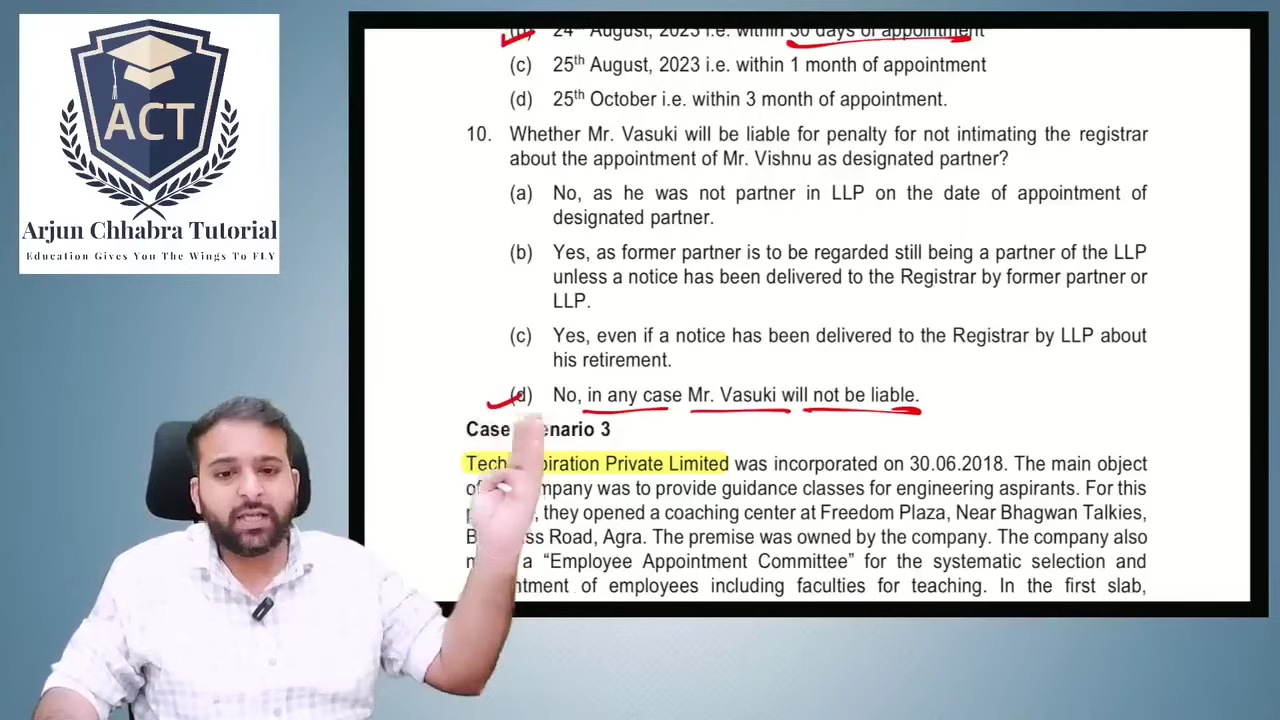 ACT
Arjun Chhabra Tutorial
Education Gives You The Wings To FLY
24th August, 2023 i.e. within 30 days of appointment
(c) 25th August, 2023 i.e. within 1 month of appointment
(d) 25th October i.e. within 3 month of appointment.
10. Whether Mr. Vasuki will be liable for penalty for not intimating the registrar
about the appointment of Mr. Vishnu as designated partner?
(a) No, as he was not partner in LLP on the date of appointment of
designated partner.
(b) Yes, as former partner is to be regarded still being a partner of the LLP
unless a notice has been delivered to the Registrar by former partner or
LLP.
(c) Yes, even if a notice has been delivered to the Registrar by LLP about
his retirement.
(d) No, in any case Mr. Vasuki will not be liable.
Case 3
Private Limited was incorporated on 30.06.2018. The main object
company was to provide guidance classes for engineering aspirants. For this
they opened a coaching center at Freedom Plaza, Near Bhagwan Talkies,
Road, Agra. The premise was owned by the company. The company also
a “Employee Appointment Committee” for the systematic selection and
of employees including faculties for teaching. In the first slab,